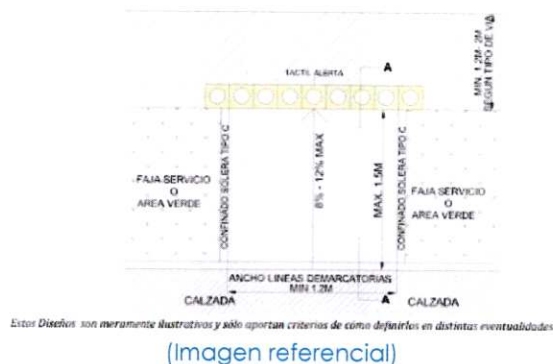 TACTIL ALERTA
A
MIN. 1.2M- 2M
SEGUN TIPO DE VIA
FAJA SERVICIO
O
AREA VERDE
CONFINADO SOLERA TIPO C
8% - 12% MAX
MAX. 1.5M
CONFINADO SOLERA TIPO C
FAJA SERVICIO
O
AREA VERDE
ANCHO LINEAS DEMARCATORIAS
MIN 1.2M
A
CALZADA
CALZADA
Estos Diseños son meramente ilustrativos y sólo aportan criterios de cómo definirlos en distintas eventualidades
(Imagen referencial)